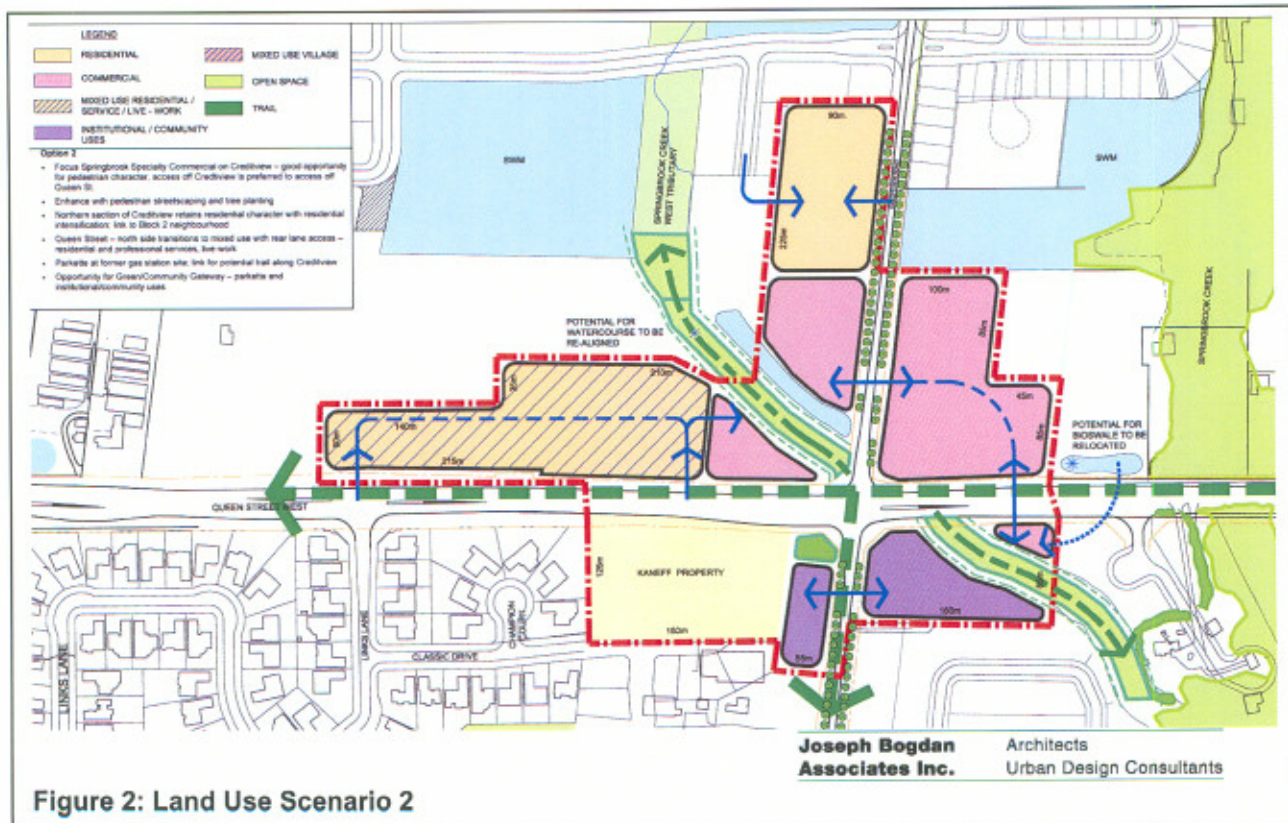 LEGEND
RESIDENTIAL
COMMERCIAL
MIXED USE RESIDENTIAL /
SERVICE / LIVE - WORK
INSTITUTIONAL / COMMUNITY
USES
MIXED USE VILLAGE
OPEN SPACE
TRAIL
Option 2
• Focus Springbrook Specialty Commercial on Creditview – good opportunity
for pedestrian character, access off Creditview is preferred to access off
Queen St.
• Enhance with pedestrian streetscaping and tree planting
• Northern section of Creditview retains residential character with residential
intensification; link to Block 2 neighbourhood
• Queen Street – north side transitions to mixed use with rear lane access –
residential and professional services, live-work
• Parkette at former gas station site; link for potential trail along Creditview
• Opportunity for Green/Community Gateway – parkette and
institutional/community uses
SWM
SPRINGBROOK CREEK
WEST TRIBUTARY
90m
225m
SWM
SPRINGBROOK CREEK
POTENTIAL FOR
WATERCOURSE TO BE
RE-ALIGNED
100m
45m
POTENTIAL FOR
BIOSWALE TO BE
RELOCATED
210m
140m
215m
QUEEN STREET WEST
125m
KANEFF PROPERTY
160m
160m
55m
LINKS LANE
LINKS LANE
CHAMPION
COURT
CLASSIC DRIVE
Joseph Bogdan
Associates Inc.
Architects
Urban Design Consultants
Figure 2: Land Use Scenario 2